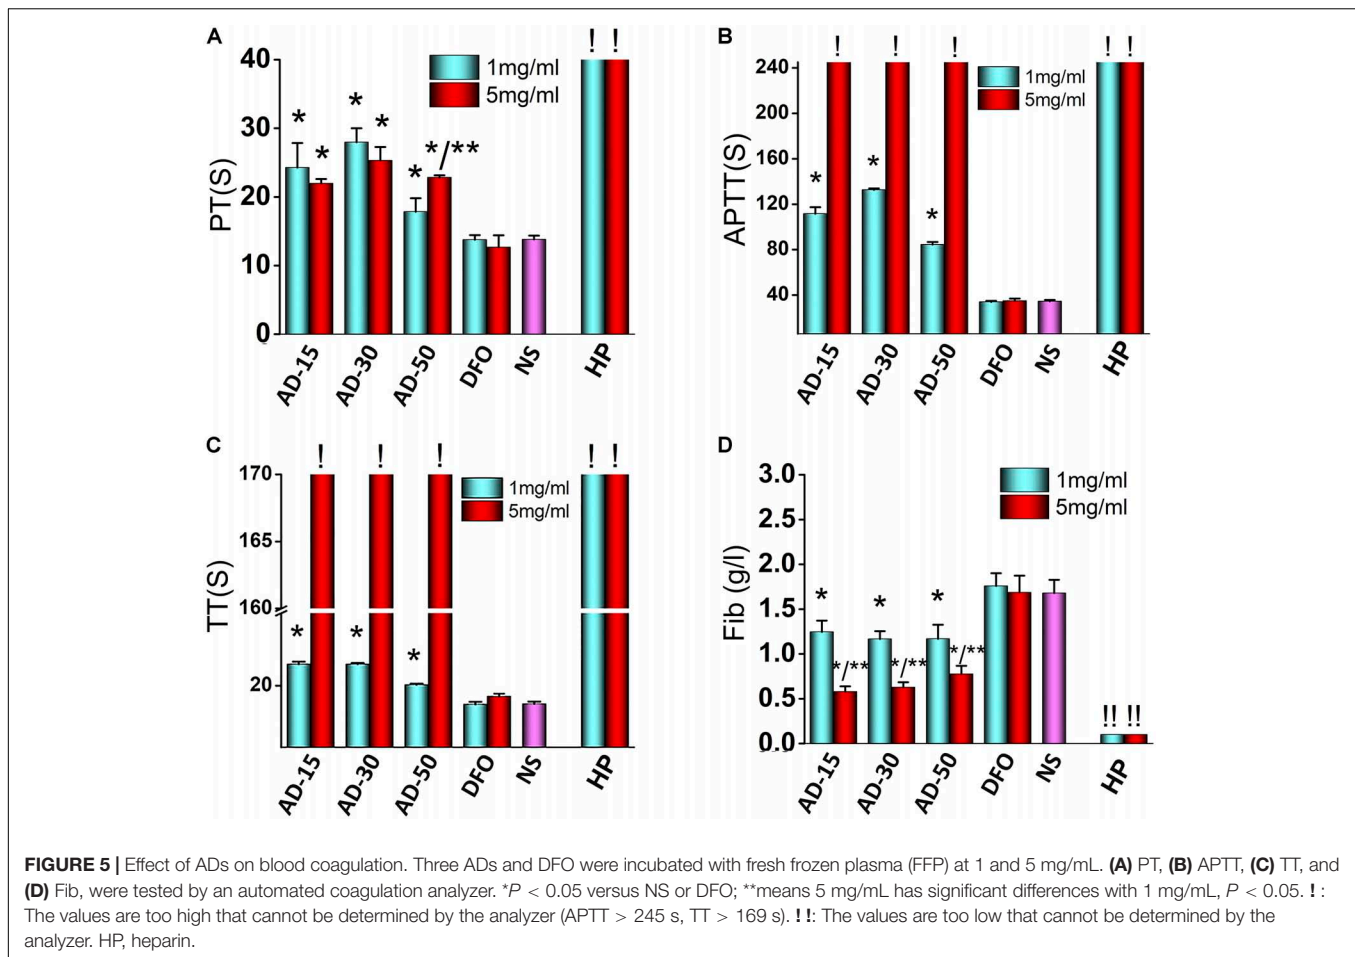 A
! !
40
1mg/ml
5mg/ml
PT(S)
30
20
10
0
* * * * * */**
AD-15 AD-30 AD-50 DFO NS HP
B
! ! ! ! !
240
1mg/ml
5mg/ml
APTT(S)
200
160
120
80
40
* * *
AD-15 AD-30 AD-50 DFO NS HP
C
! ! ! ! !
170
1mg/ml
5mg/ml
TT(S)
165
160
20
* * *
AD-15 AD-30 AD-50 DFO NS HP
D
3.0
1mg/ml
5mg/ml
Fib (g/l)
2.5
2.0
1.5
1.0
0.5
0.0
* */** * */** * */**
!! !!
AD-15 AD-30 AD-50 DFO NS HP
FIGURE 5 | Effect of ADs on blood coagulation. Three ADs and DFO were incubated with fresh frozen plasma (FFP) at 1 and 5 mg/mL. (A) PT, (B) APTT, (C) TT, and
(D) Fib, were tested by an automated coagulation analyzer. *P < 0.05 versus NS or DFO; **means 5 mg/mL has significant differences with 1 mg/mL, P < 0.05. ! :
The values are too high that cannot be determined by the analyzer (APTT > 245 s, TT > 169 s). ! !: The values are too low that cannot be determined by the
analyzer. HP, heparin.